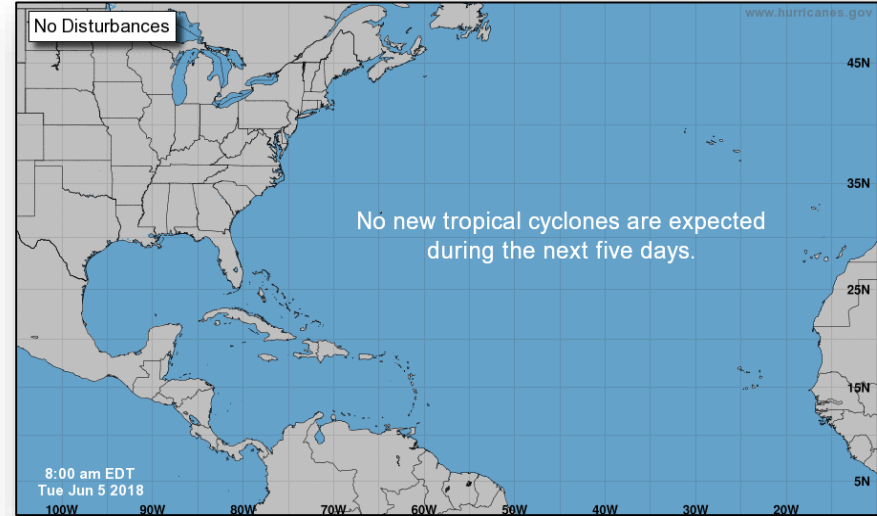 No Disturbances
www.hurricanes.gov
45N
35N
No new tropical cyclones are expected
during the next five days.
25N
15N
5N
8:00 am EDT
Tue Jun 5 2018
100W 90W 80W 70W 60W 50W 40W 30W 20W